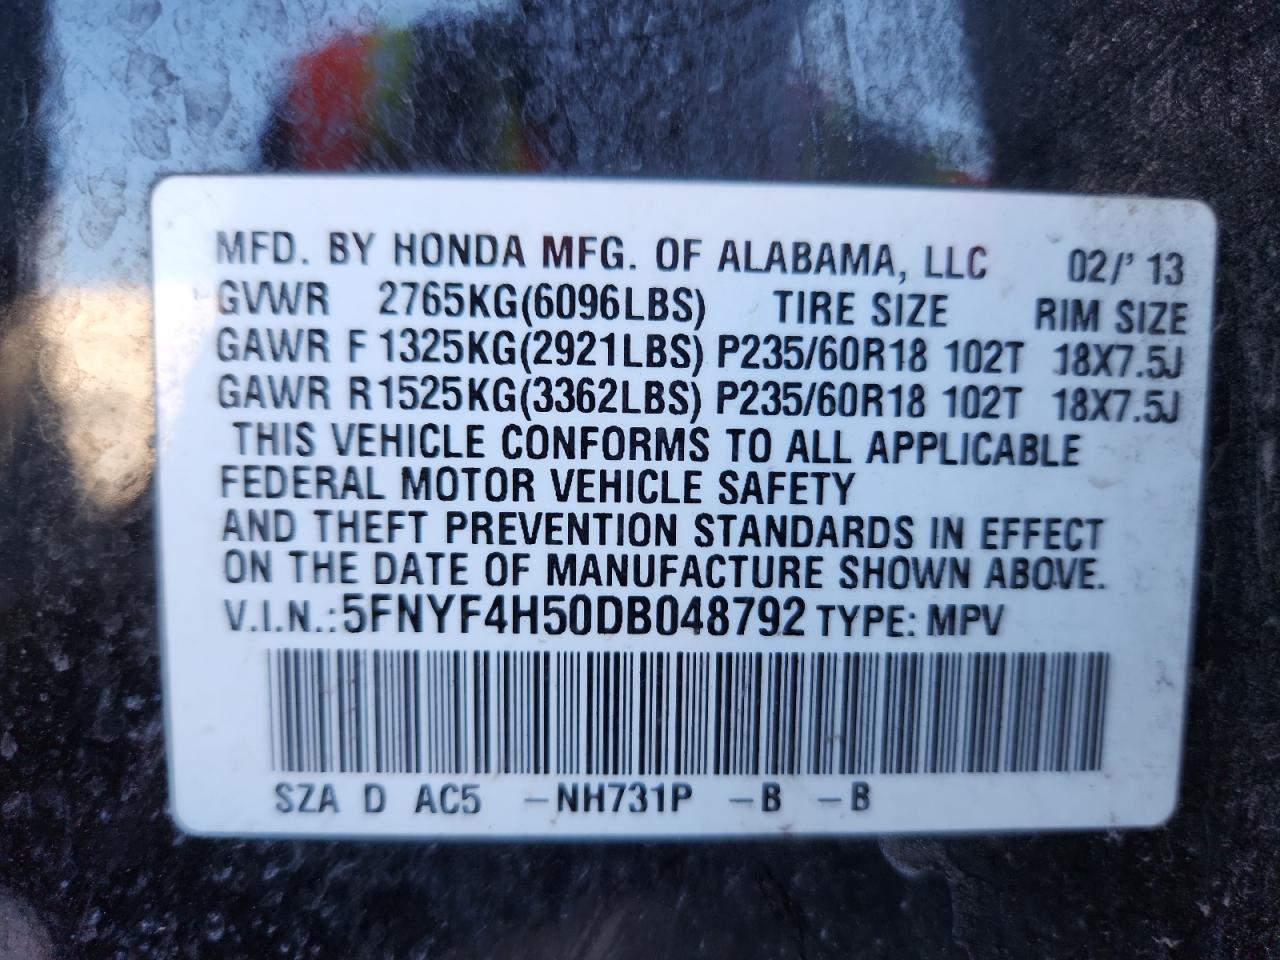 MFD. BY HONDA MFG. OF ALABAMA, LLC 02/' 13
GVWR 2765KG(6096LBS) TIRE SIZE RIM SIZE
GAWR F 1325KG(2921LBS) P235/60R18 102T 18X7.5J
GAWR R 1525KG(3362LBS) P235/60R18 102T 18X7.5J
THIS VEHICLE CONFORMS TO ALL APPLICABLE
FEDERAL MOTOR VEHICLE SAFETY
AND THEFT PREVENTION STANDARDS IN EFFECT
ON THE DATE OF MANUFACTURE SHOWN ABOVE.
V.I.N.: 5FNYF4H50DB048792 TYPE: MPV
SZA D AC5 -NH731P -B -B